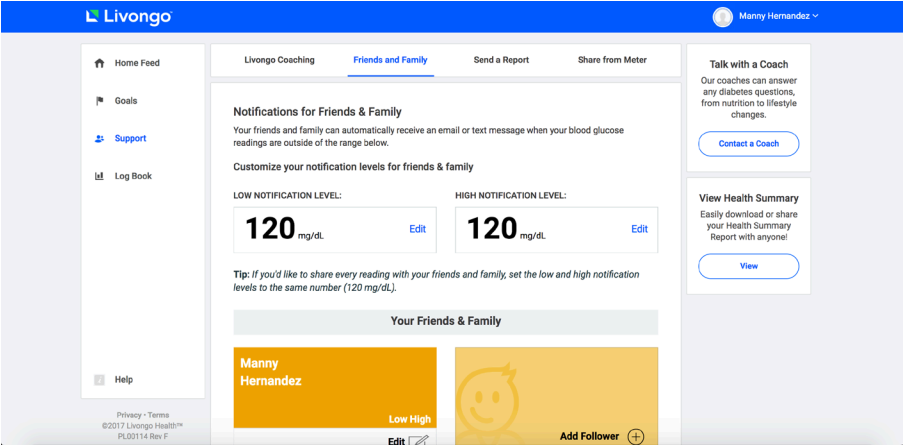 Livongo™
Manny Hernandez
Home Feed
Goals
Support
Log Book
Help
Privacy • Terms
©2017 Livongo Health™
PL00114 Rev F
Livongo Coaching
Friends and Family
Send a Report
Share from Meter
Notifications for Friends & Family
Your friends and family can automatically receive an email or text message when your blood glucose
readings are outside of the range below.
Customize your notification levels for friends & family
LOW NOTIFICATION LEVEL:
120 mg/dL Edit
HIGH NOTIFICATION LEVEL:
120 mg/dL Edit
Tip: If you'd like to share every reading with your friends and family, set the low and high notification
levels to the same number (120 mg/dL).
Your Friends & Family
Manny
Hernandez
Low High
Edit
Add Follower
Talk with a Coach
Our coaches can answer
any diabetes questions,
from nutrition to lifestyle
changes.
Contact a Coach
View Health Summary
Easily download or share
your Health Summary
Report with anyone!
View